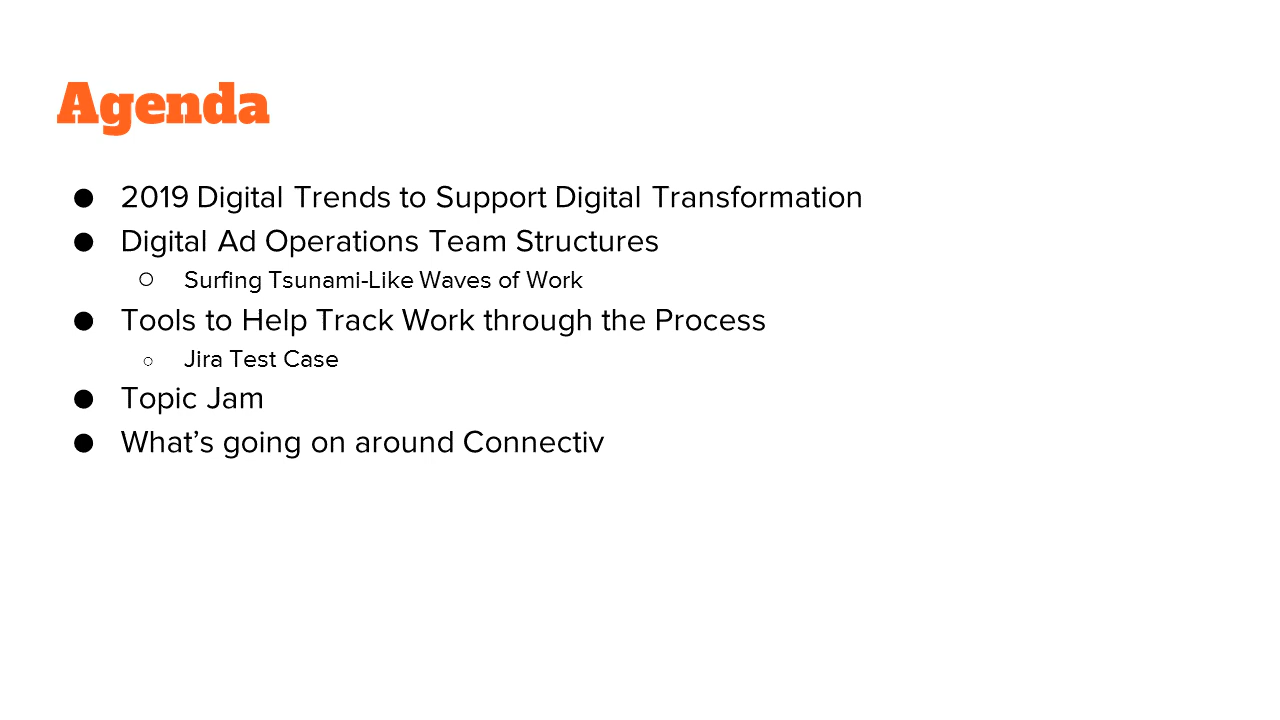 Agenda
● 2019 Digital Trends to Support Digital Transformation
● Digital Ad Operations Team Structures
○ Surfing Tsunami-Like Waves of Work
● Tools to Help Track Work through the Process
○ Jira Test Case
● Topic Jam
● What’s going on around Connectiv